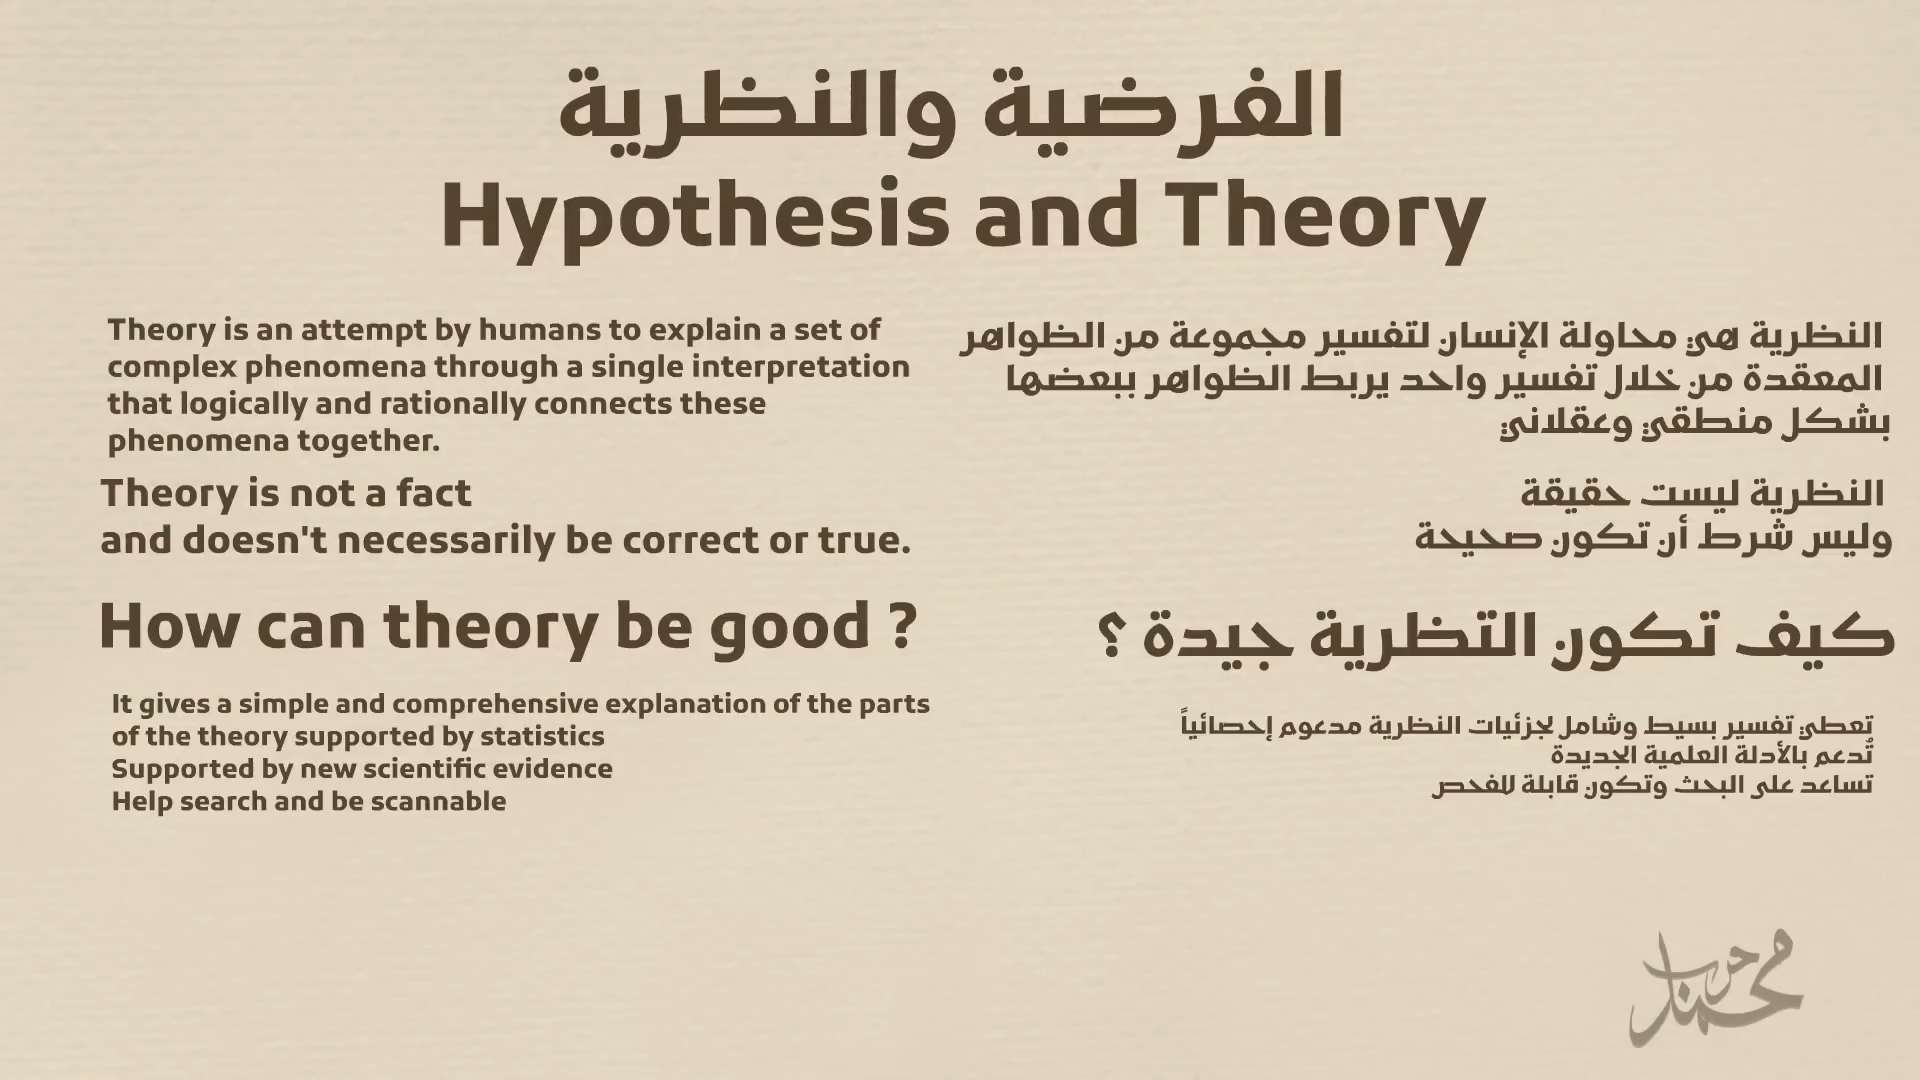 الفرضية والنظرية
Hypothesis and Theory
Theory is an attempt by humans to explain a set of
complex phenomena through a single interpretation
that logically and rationally connects these
phenomena together.
Theory is not a fact
and doesn't necessarily be correct or true.
How can theory be good ?
It gives a simple and comprehensive explanation of the parts
of the theory supported by statistics
Supported by new scientific evidence
Help search and be scannable
النظرية هي محاولة الإنسان لتفسير مجموعة من الظواهر
المعقدة من خلال تفسير واحد يربط الظواهر ببعضها
بشكل منطقي وعقلاني
النظرية ليست حقيقة
وليس شرط أن تكون صحيحة
كيف تكون التظرية جيدة ؟
تعطي تفسير بسيط وشامل لجزئيات النظرية مدعوم إحصائياً
تُدعم بالأدلة العلمية الجديدة
تساعد على البحث وتكون قابلة للفحص